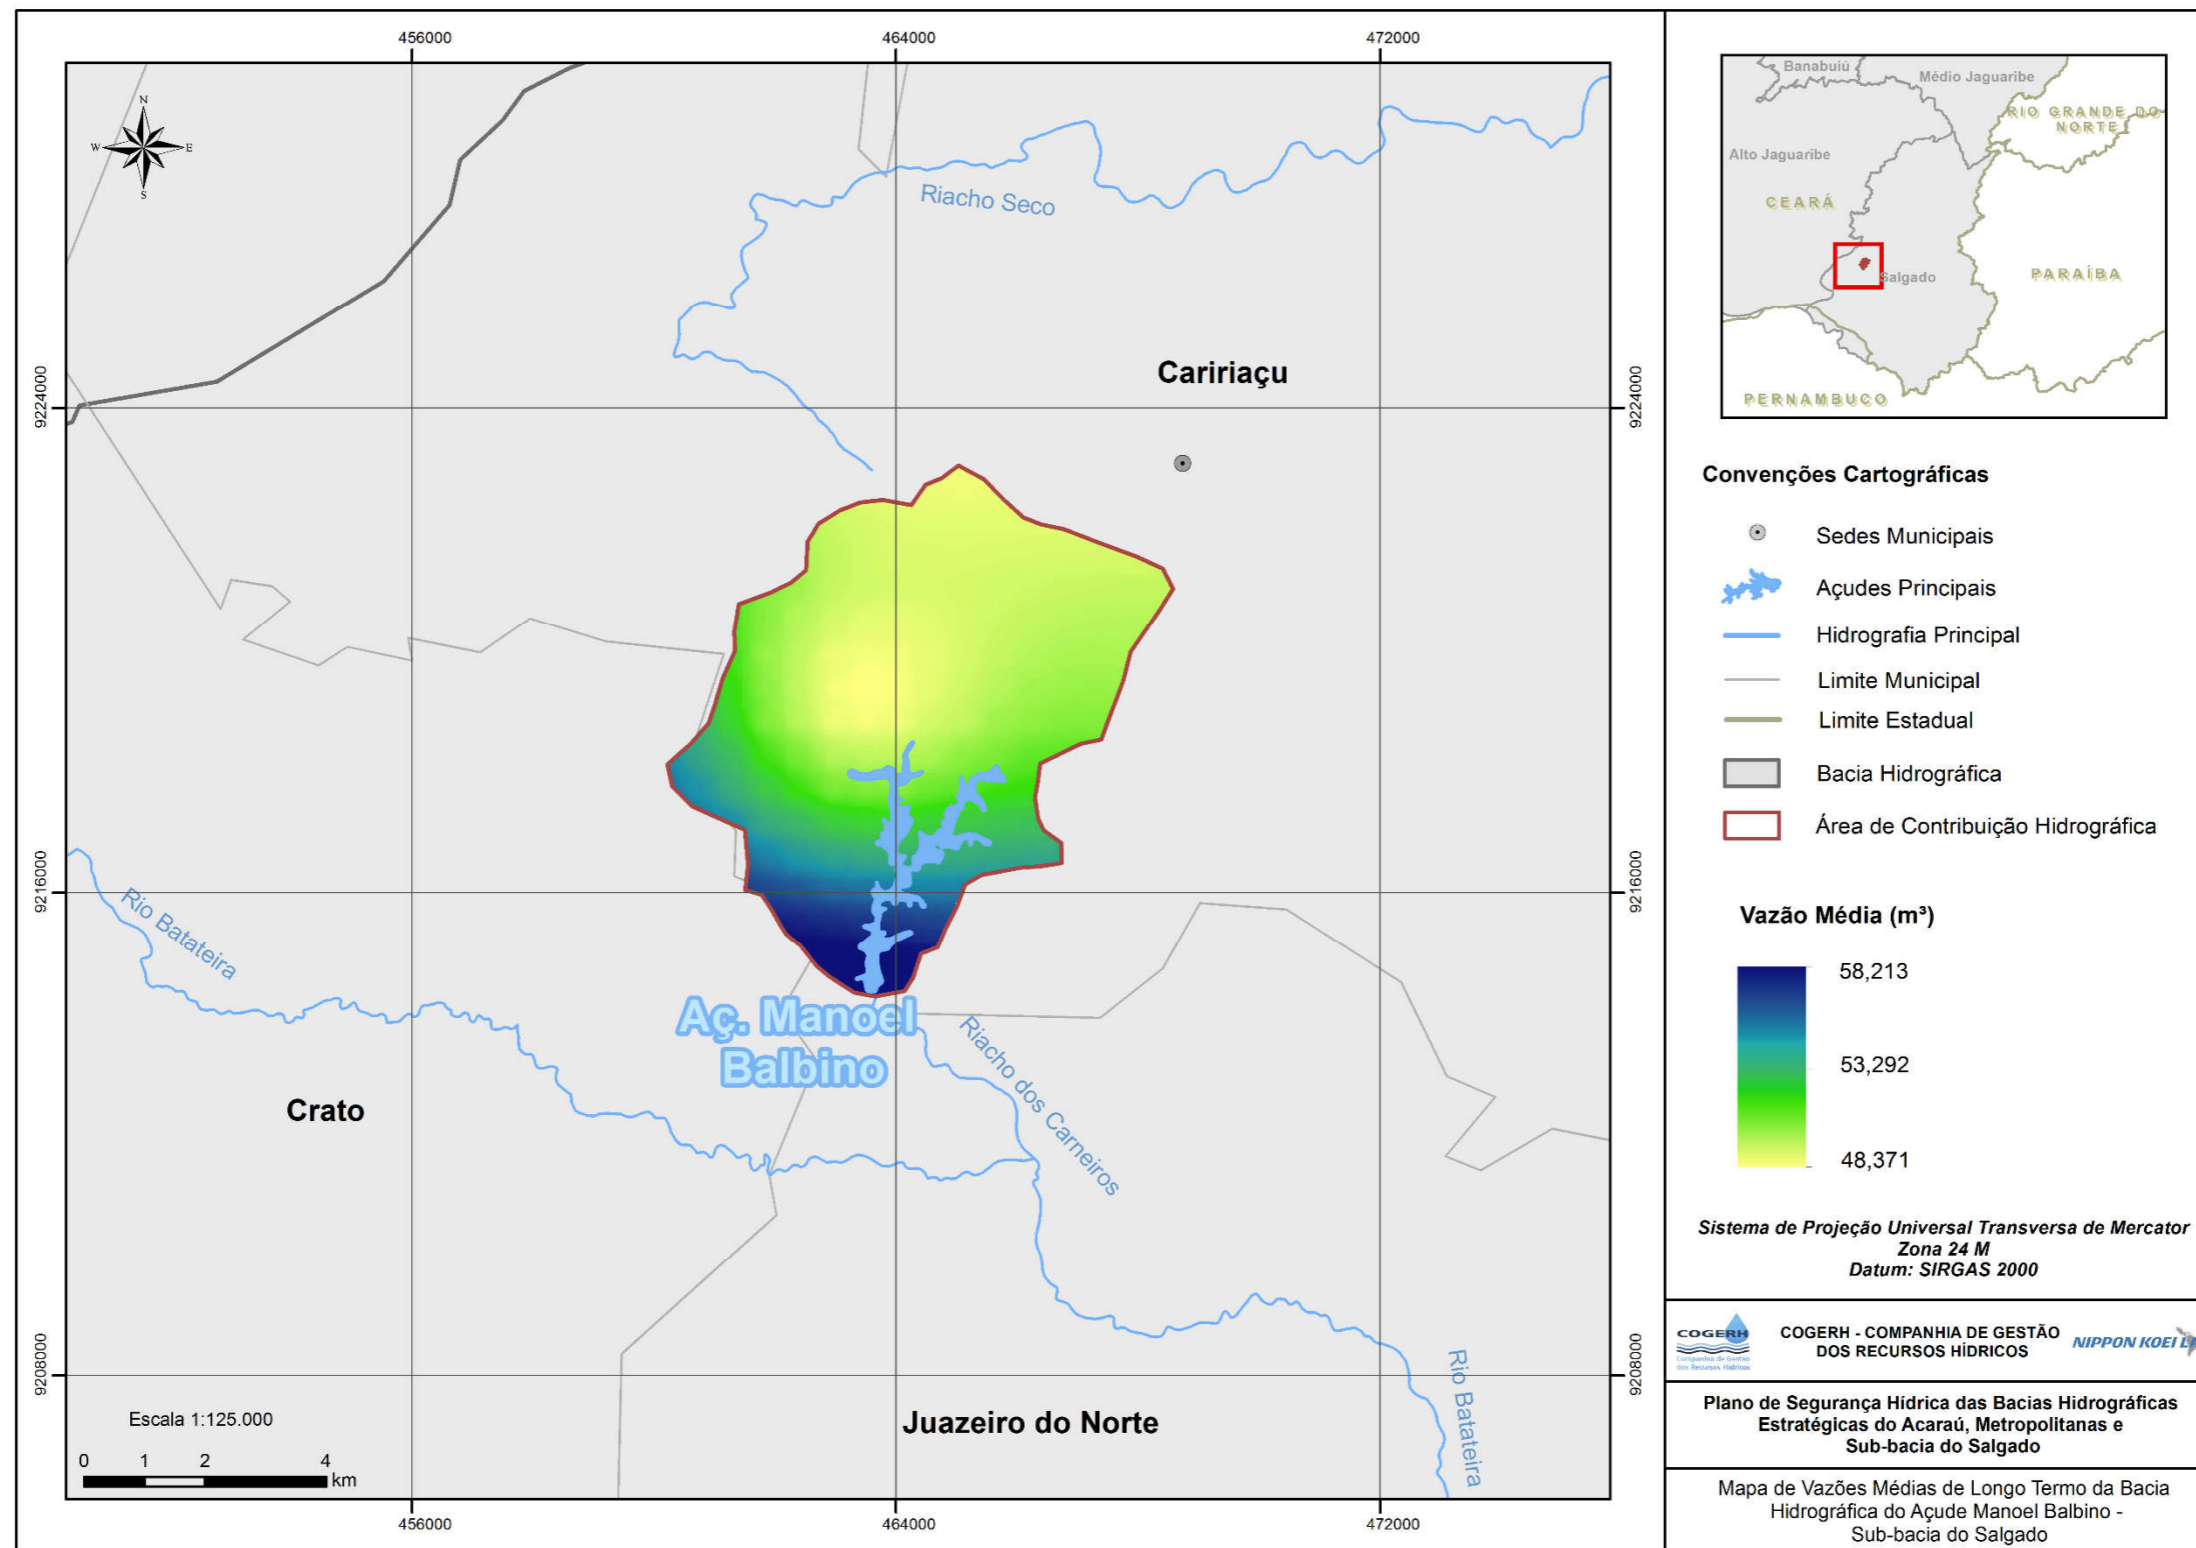 456000
464000
472000
N
W
E
S
Riacho Seco
Caririaçu
9224000
9224000
9216000
9216000
Rio Batateira
Aç. Manoel
Balbino
Riacho dos Carneiros
Crato
9208000
9208000
Rio Batateira
Juazeiro do Norte
Escala 1:125.000
0 1 2 4
km
456000
464000
472000
Banabuiú
Médio Jaguaribe
RIO GRANDE DO
NORTE
Alto Jaguaribe
CEARÁ
Salgado
PARAÍBA
PERNAMBUCO
Convenções Cartográficas
Sedes Municipais
Açudes Principais
Hidrografia Principal
Limite Municipal
Limite Estadual
Bacia Hidrográfica
Área de Contribuição Hidrográfica
Vazão Média (m³)
58,213
53,292
48,371
Sistema de Projeção Universal Transversa de Mercator
Zona 24 M
Datum: SIRGAS 2000
COGERH
Companhia de Gestão
dos Recursos Hídricos
COGERH - COMPANHIA DE GESTÃO
DOS RECURSOS HÍDRICOS
NIPPON KOEI
Plano de Segurança Hídrica das Bacias Hidrográficas
Estratégicas do Acaraú, Metropolitanas e
Sub-bacia do Salgado
Mapa de Vazões Médias de Longo Termo da Bacia
Hidrográfica do Açude Manoel Balbino -
Sub-bacia do Salgado